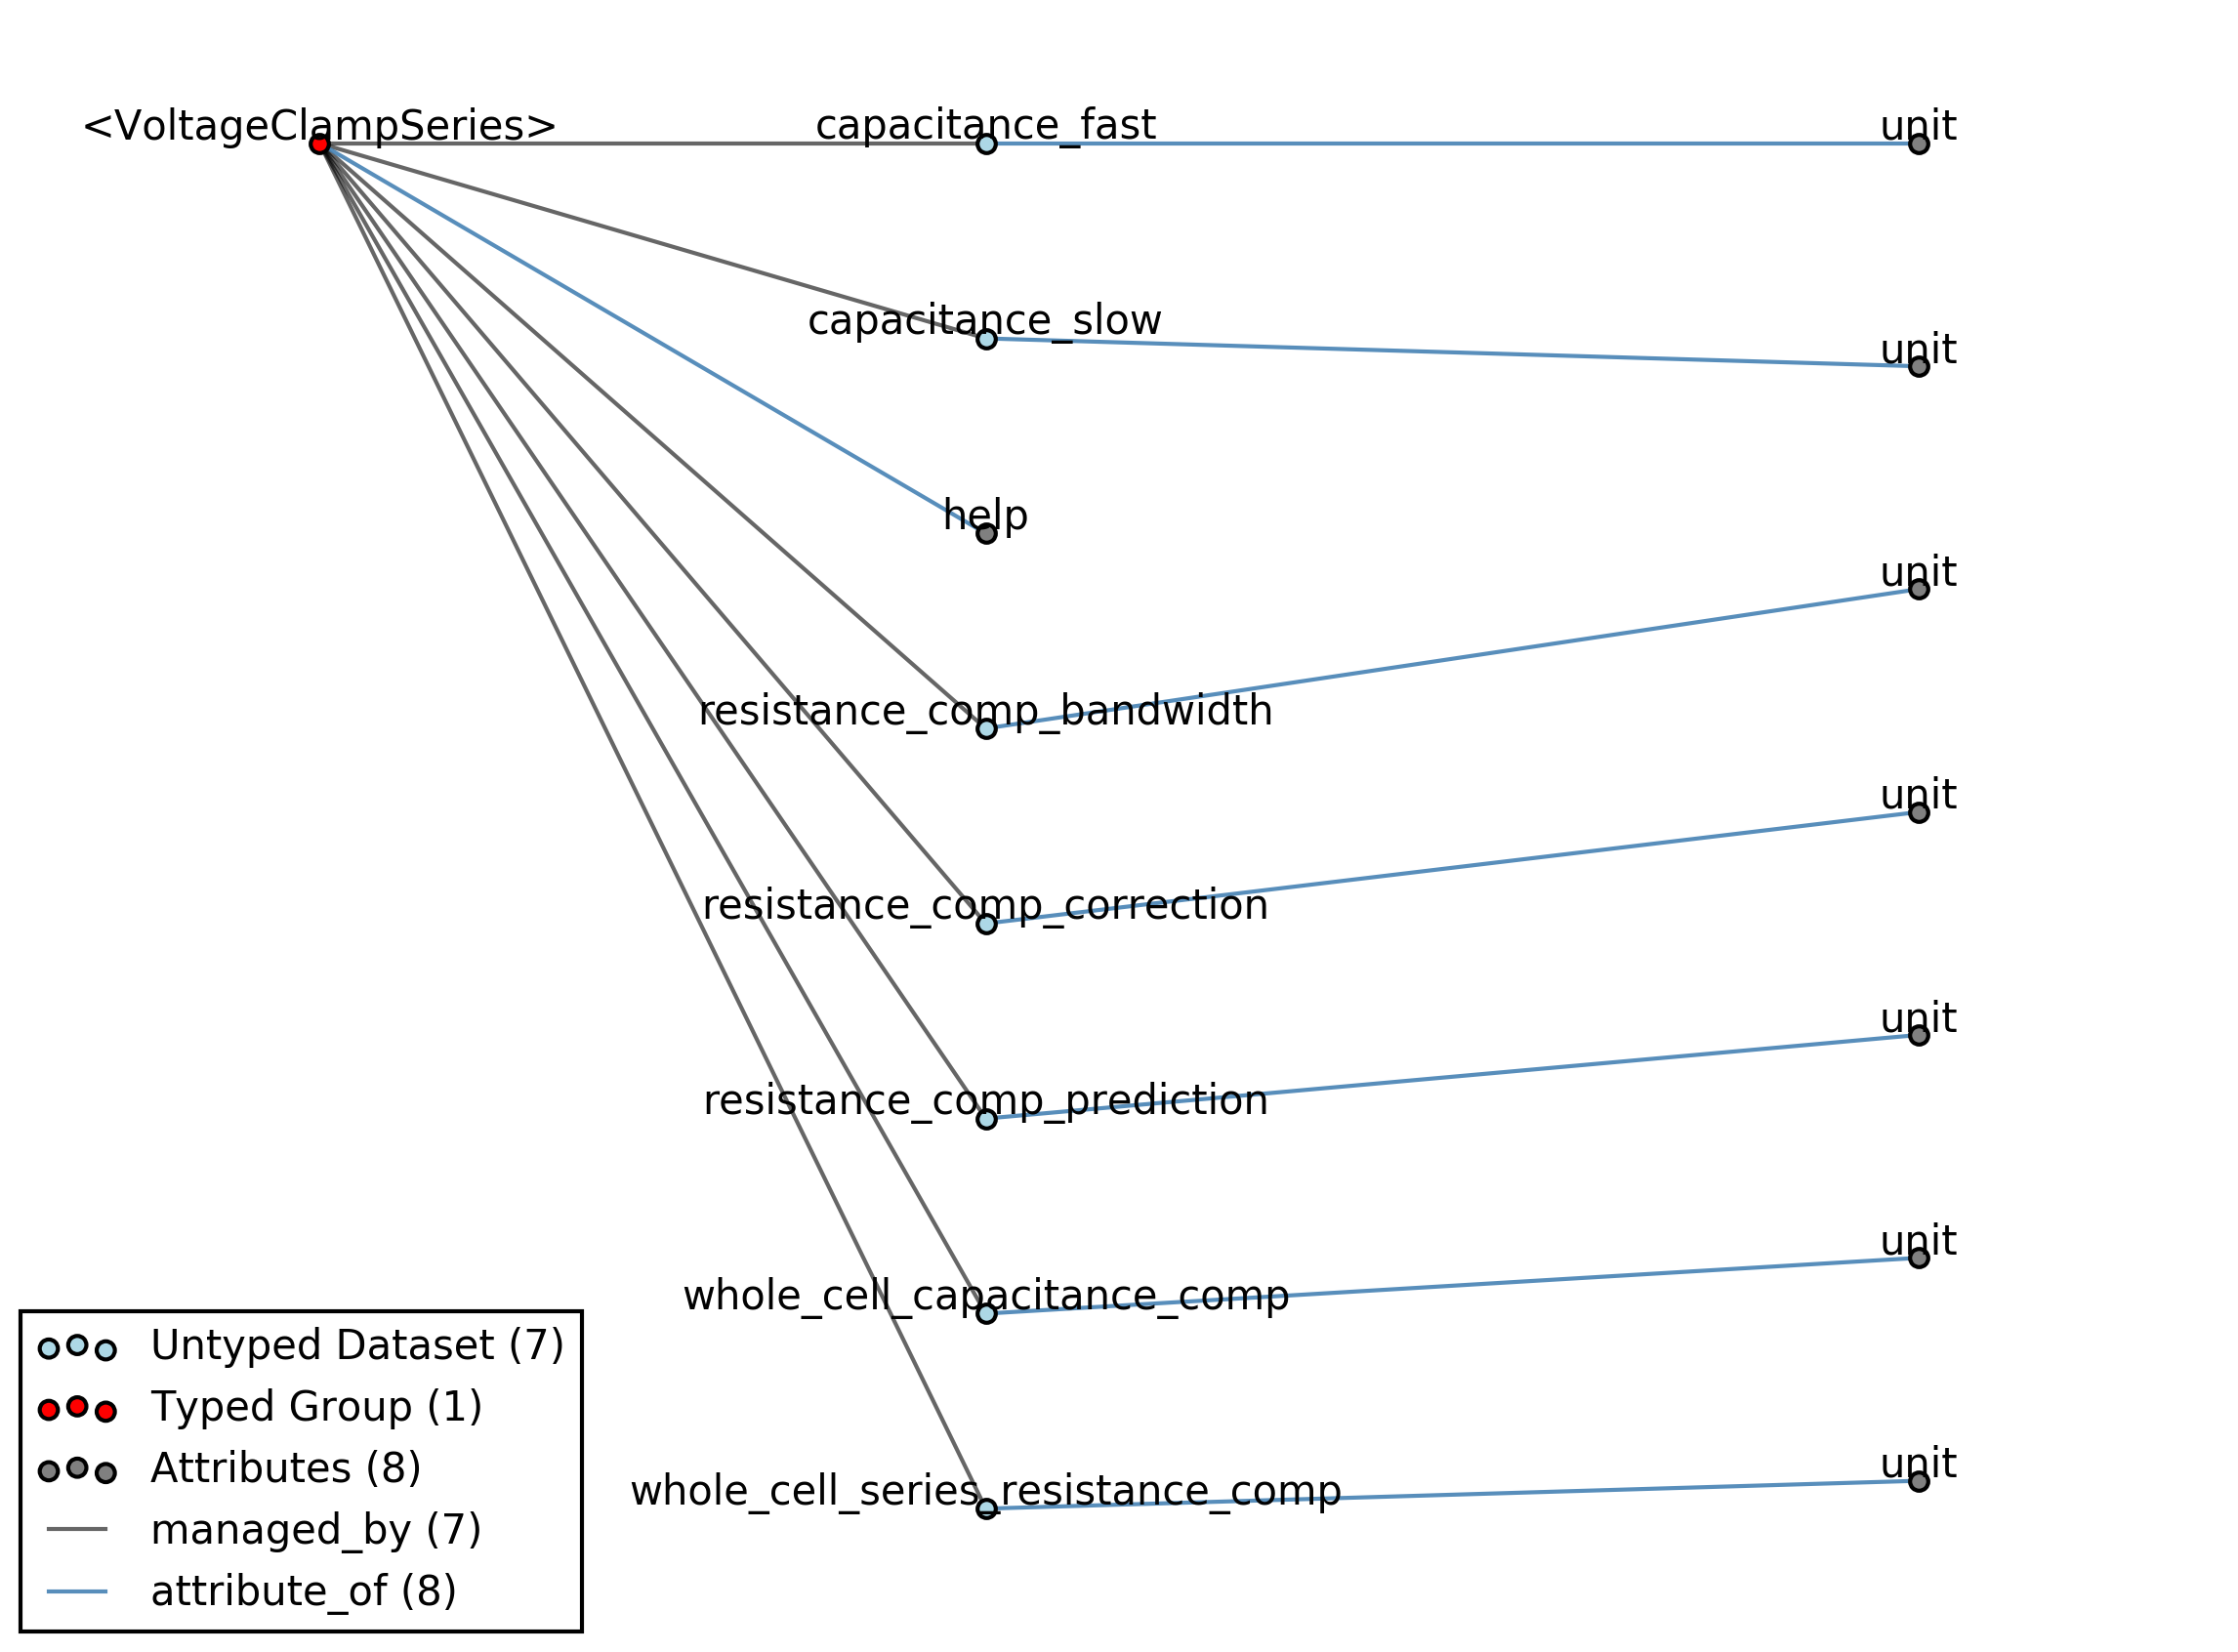 <VoltageClampSeries>
capacitance_fast
unit
capacitance_slow
unit
help
unit
resistance_comp_bandwidth
unit
resistance_comp_correction
unit
resistance_comp_prediction
unit
whole_cell_capacitance_comp
unit
whole_cell_series_resistance_comp
Untyped Dataset (7)
Typed Group (1)
Attributes (8)
managed_by (7)
attribute_of (8)